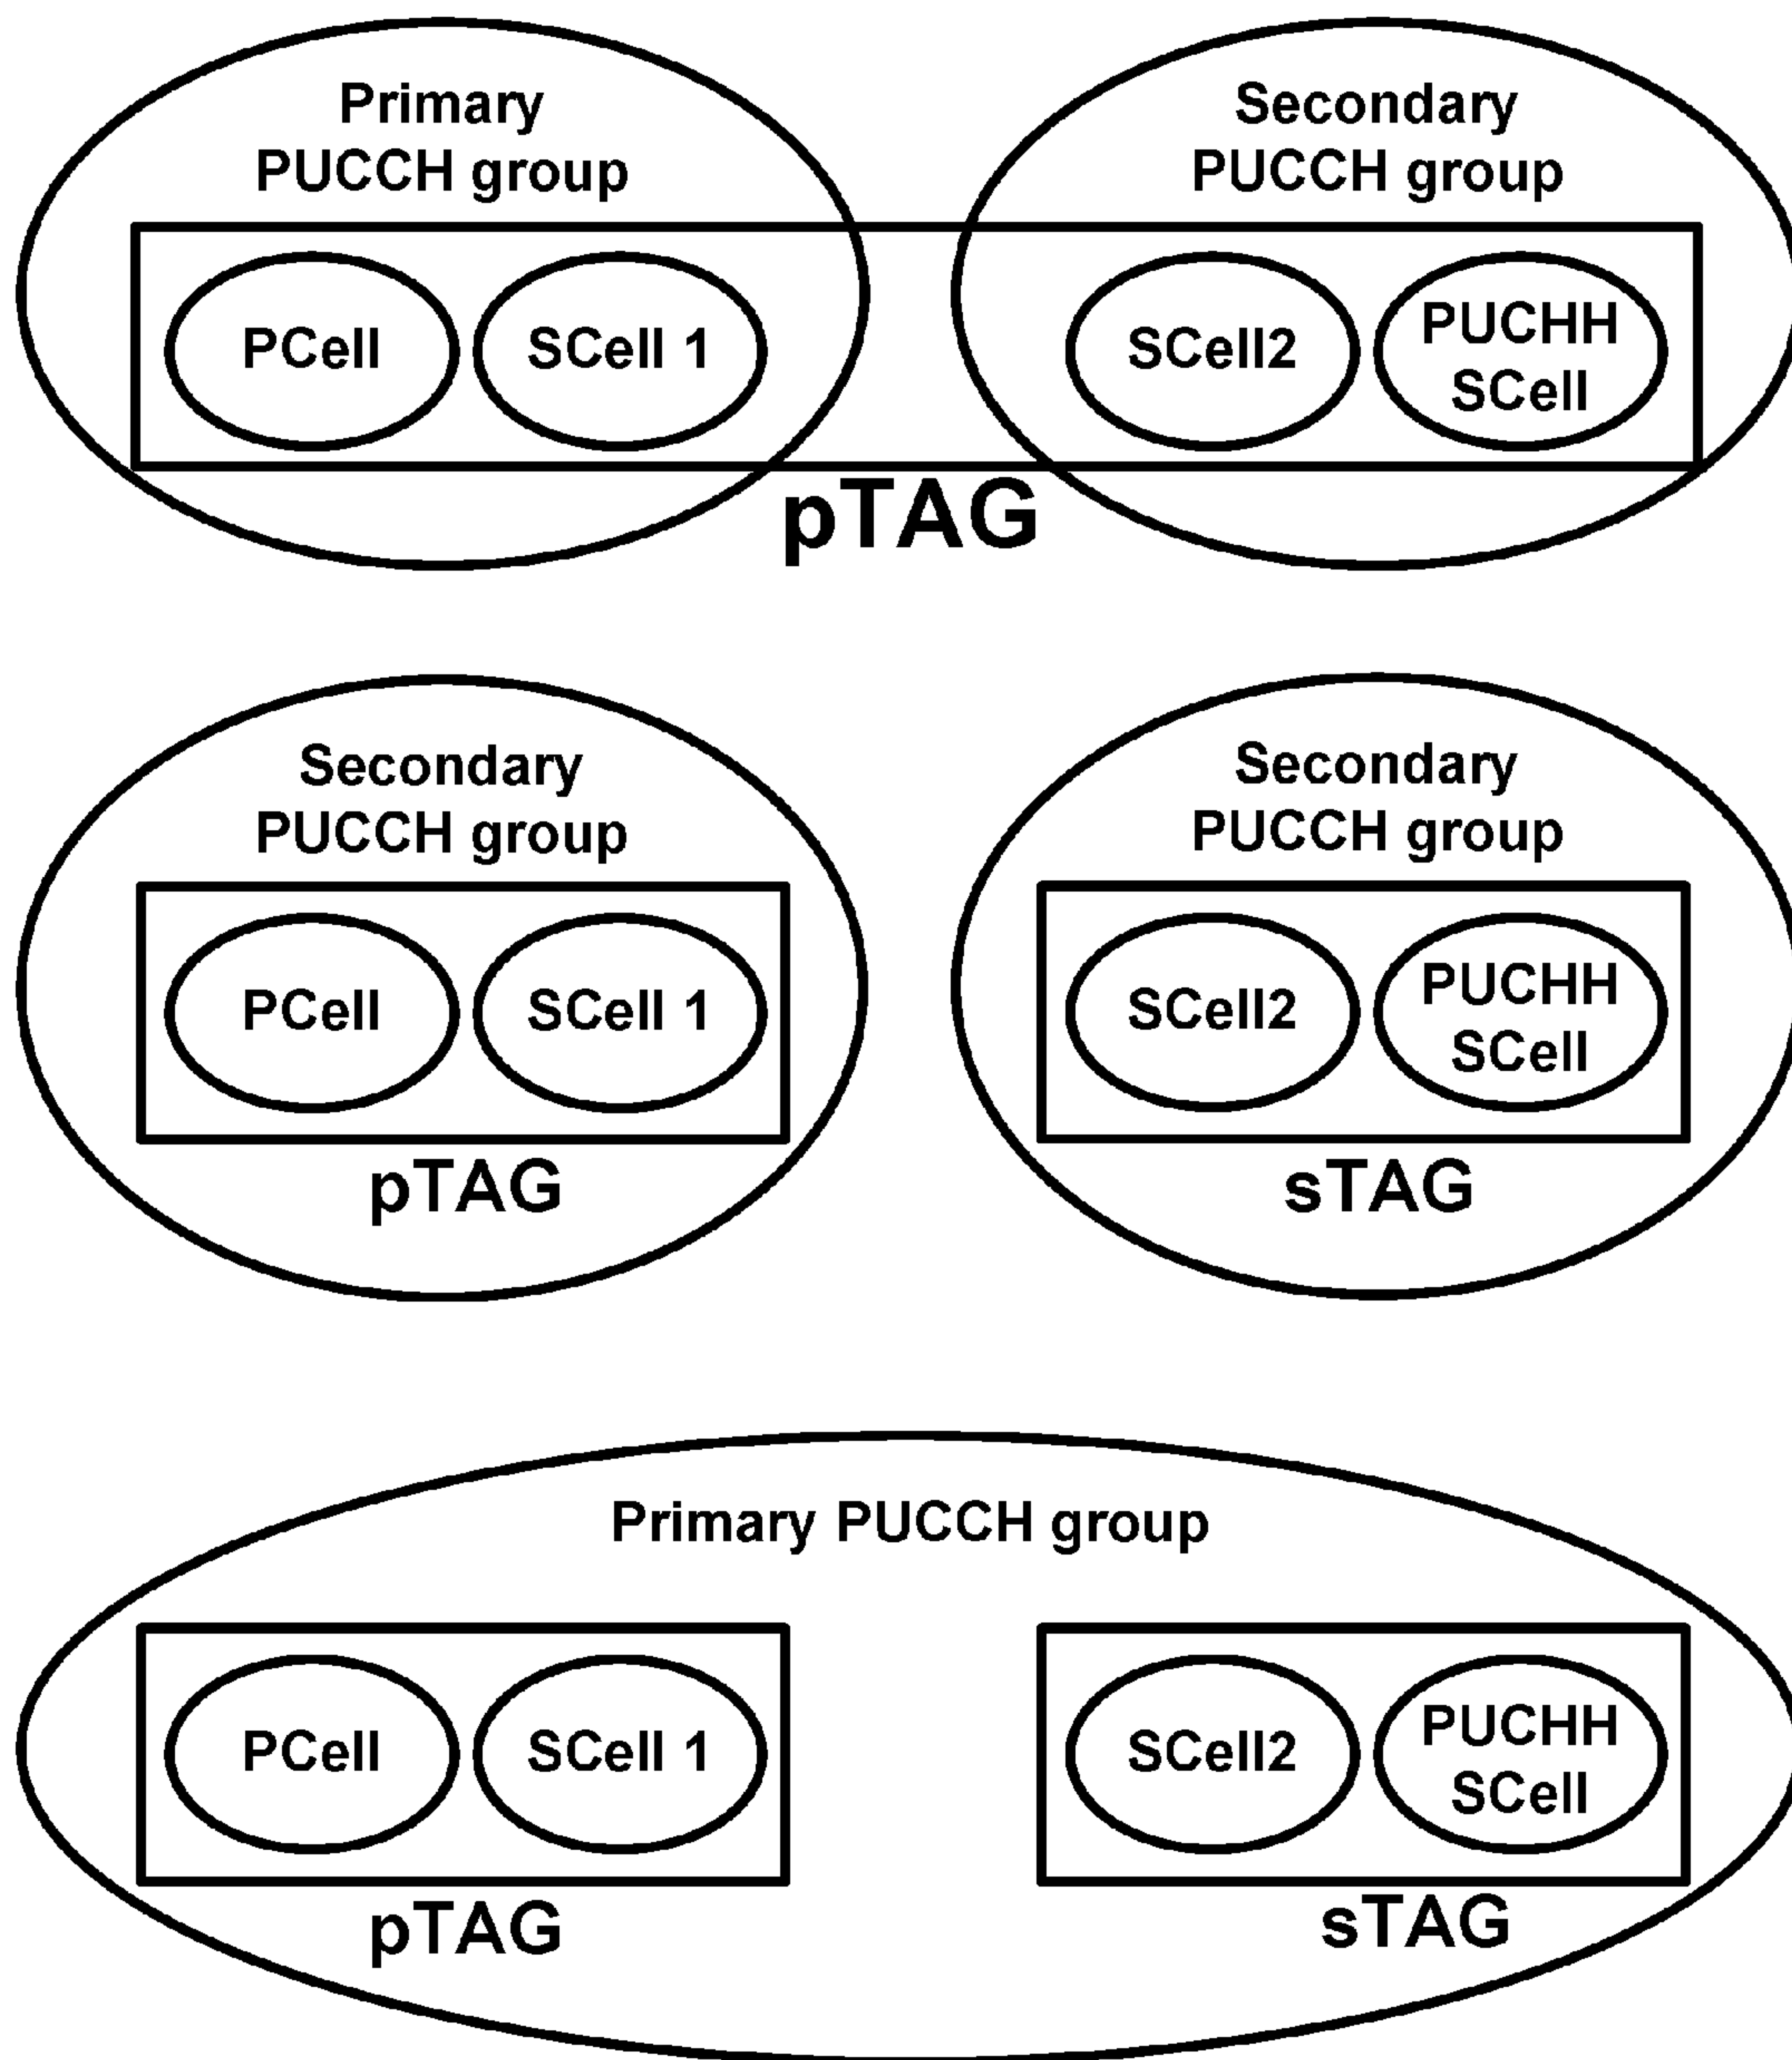 Primary
PUCCH group
Secondary
PUCCH group
PCell
SCell 1
SCell2
PUCHH
SCell
pTAG
Secondary
PUCCH group
Secondary
PUCCH group
PCell
SCell 1
SCell2
PUCHH
SCell
pTAG
sTAG
Primary PUCCH group
PCell
SCell 1
SCell2
PUCHH
SCell
pTAG
sTAG